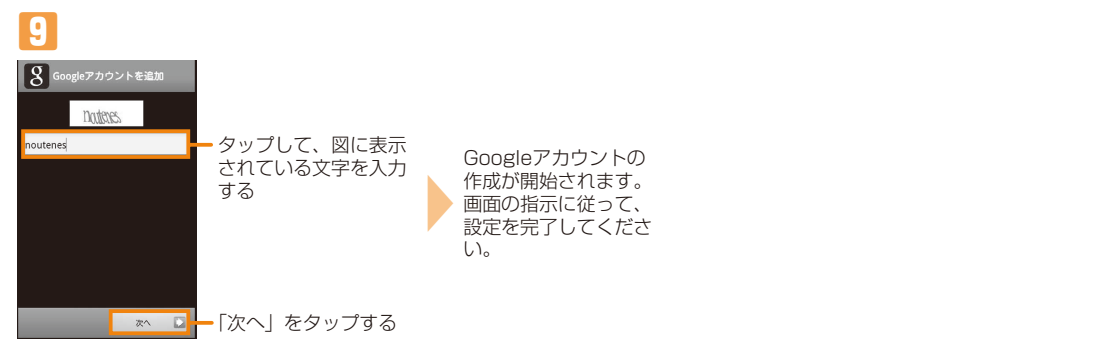 9
g Googleアカウントを追加
noutenes
noutenes
タップして、図に表示
されている文字を入力
する
Googleアカウントの
作成が開始されます。
画面の指示に従って、
設定を完了してくださ
い。
次へ
「次へ」をタップする